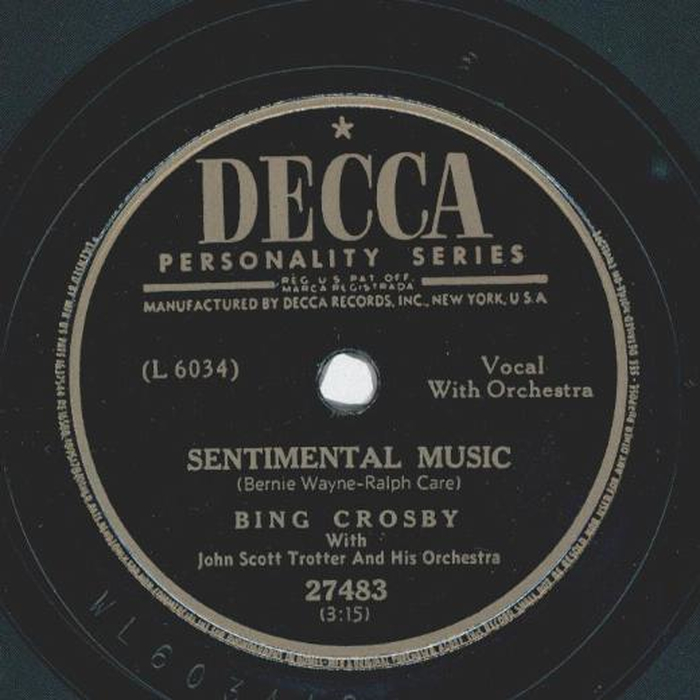 DECCA
PERSONALITY SERIES
REG. U S PAT OFF.
MARCA REGISTRADA
MANUFACTURED BY DECCA RECORDS, INC., NEW YORK, U S A
(L 6034)
Vocal
With Orchestra
SENTIMENTAL MUSIC
(Bernie Wayne-Ralph Care)
BING CROSBY
With
John Scott Trotter And His Orchestra
27483
(3:15)